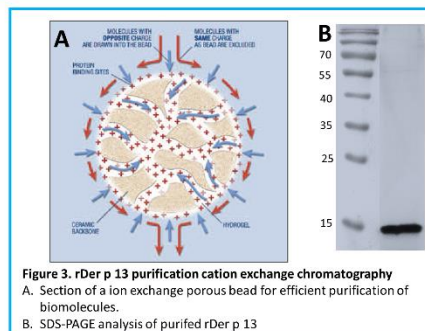 A
MOLECULES WITH
OPPOSITE CHARGE
ARE DRAWN INTO THE BEAD
MOLECULES WITH
SAME CHARGE
AS BEAD ARE EXCLUDED
PROTEIN
BINDING SITES
CERAMIC
BACKBONE
HYDROGEL
B
70
55
40
35
25
15
Figure 3. rDer p 13 purification cation exchange chromatography
A. Section of a ion exchange porous bead for efficient purification of
biomolecules.
B. SDS-PAGE analysis of purifed rDer p 13